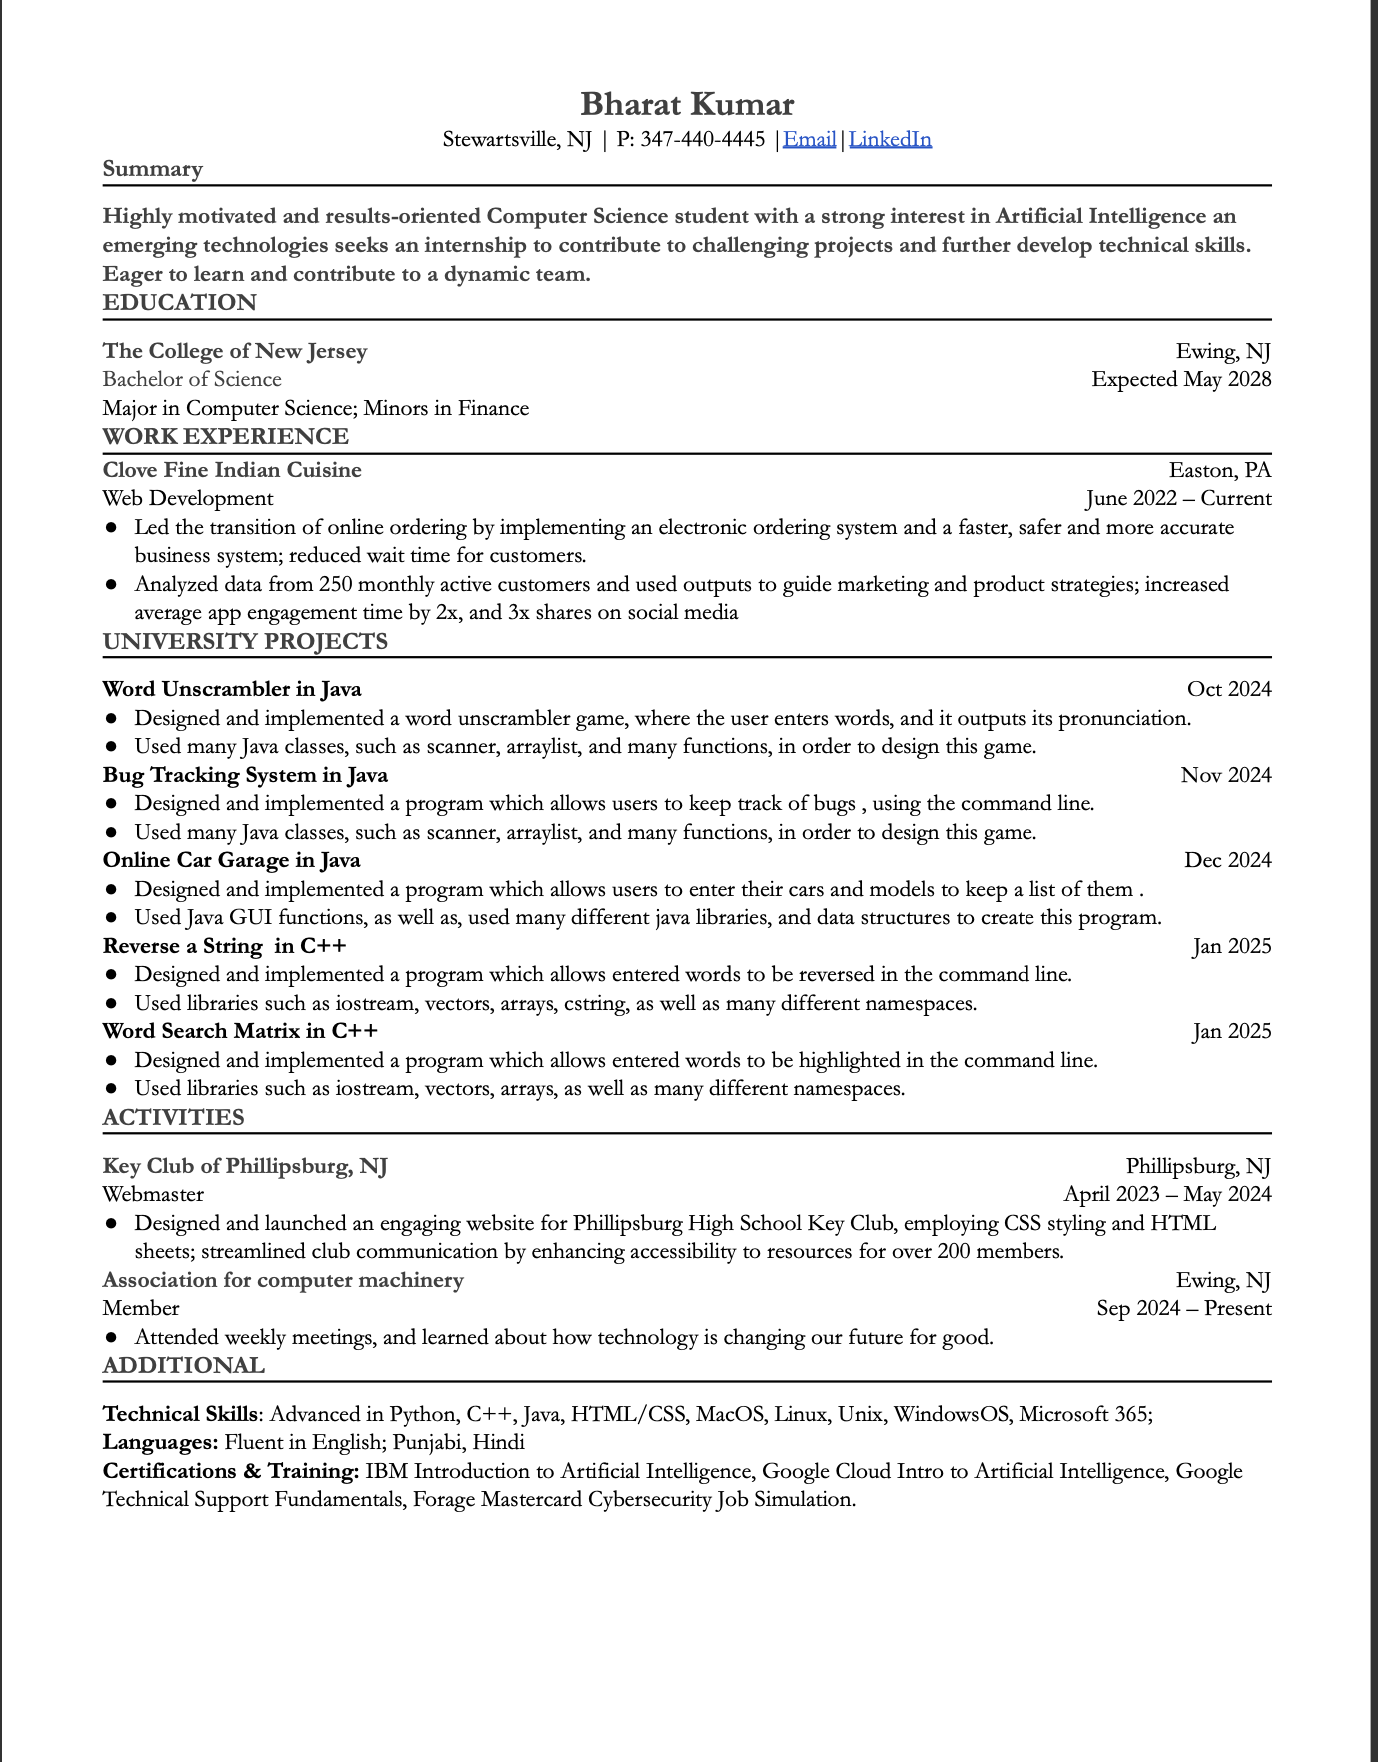 Bharat Kumar
Stewartsville, NJ | P: 347-440-4445 |Email|LinkedIn
Summary
Highly motivated and results-oriented Computer Science student with a strong interest in Artificial Intelligence an
emerging technologies seeks an internship to contribute to challenging projects and further develop technical skills.
Eager to learn and contribute to a dynamic team.
EDUCATION
The College of New Jersey Ewing, NJ
Bachelor of Science Expected May 2028
Major in Computer Science; Minors in Finance
WORK EXPERIENCE
Clove Fine Indian Cuisine Easton, PA
Web Development June 2022 – Current
● Led the transition of online ordering by implementing an electronic ordering system and a faster, safer and more accurate
business system; reduced wait time for customers.
● Analyzed data from 250 monthly active customers and used outputs to guide marketing and product strategies; increased
average app engagement time by 2x, and 3x shares on social media
UNIVERSITY PROJECTS
Word Unscrambler in Java Oct 2024
● Designed and implemented a word unscrambler game, where the user enters words, and it outputs its pronunciation.
● Used many Java classes, such as scanner, arraylist, and many functions, in order to design this game.
Bug Tracking System in Java Nov 2024
● Designed and implemented a program which allows users to keep track of bugs , using the command line.
● Used many Java classes, such as scanner, arraylist, and many functions, in order to design this game.
Online Car Garage in Java Dec 2024
● Designed and implemented a program which allows users to enter their cars and models to keep a list of them .
● Used Java GUI functions, as well as, used many different java libraries, and data structures to create this program.
Reverse a String  in C++ Jan 2025
● Designed and implemented a program which allows entered words to be reversed in the command line.
● Used libraries such as iostream, vectors, arrays, cstring, as well as many different namespaces.
Word Search Matrix in C++ Jan 2025
● Designed and implemented a program which allows entered words to be highlighted in the command line.
● Used libraries such as iostream, vectors, arrays, as well as many different namespaces.
ACTIVITIES
Key Club of Phillipsburg, NJ Phillipsburg, NJ
Webmaster April 2023 – May 2024
● Designed and launched an engaging website for Phillipsburg High School Key Club, employing CSS styling and HTML
sheets; streamlined club communication by enhancing accessibility to resources for over 200 members.
Association for computer machinery Ewing, NJ
Member Sep 2024 – Present
● Attended weekly meetings, and learned about how technology is changing our future for good.
ADDITIONAL
Technical Skills: Advanced in Python, C++, Java, HTML/CSS, MacOS, Linux, Unix, WindowsOS, Microsoft 365;
Languages: Fluent in English; Punjabi, Hindi
Certifications & Training: IBM Introduction to Artificial Intelligence, Google Cloud Intro to Artificial Intelligence, Google
Technical Support Fundamentals, Forage Mastercard Cybersecurity Job Simulation.